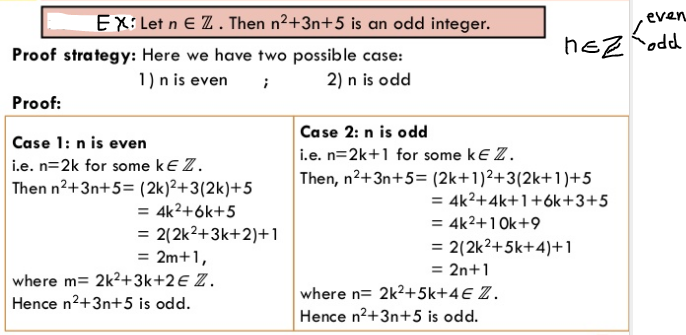 EX: Let n ∈ ℤ . Then n²+3n+5 is an odd integer.
n∈ℤ
even
odd
Proof strategy: Here we have two possible case:
1) n is even ; 2) n is odd
Proof:
Case 1: n is even
i.e. n=2k for some k∈ ℤ.
Then n²+3n+5= (2k)²+3(2k)+5
= 4k²+6k+5
= 2(2k²+3k+2)+1
= 2m+1,
where m= 2k²+3k+2∈ ℤ.
Hence n²+3n+5 is odd.
Case 2: n is odd
i.e. n=2k+1 for some k∈ ℤ.
Then, n²+3n+5= (2k+1)²+3(2k+1)+5
= 4k²+4k+1+6k+3+5
= 4k²+10k+9
= 2(2k²+5k+4)+1
= 2n+1
where n= 2k²+5k+4∈ ℤ.
Hence n²+3n+5 is odd.